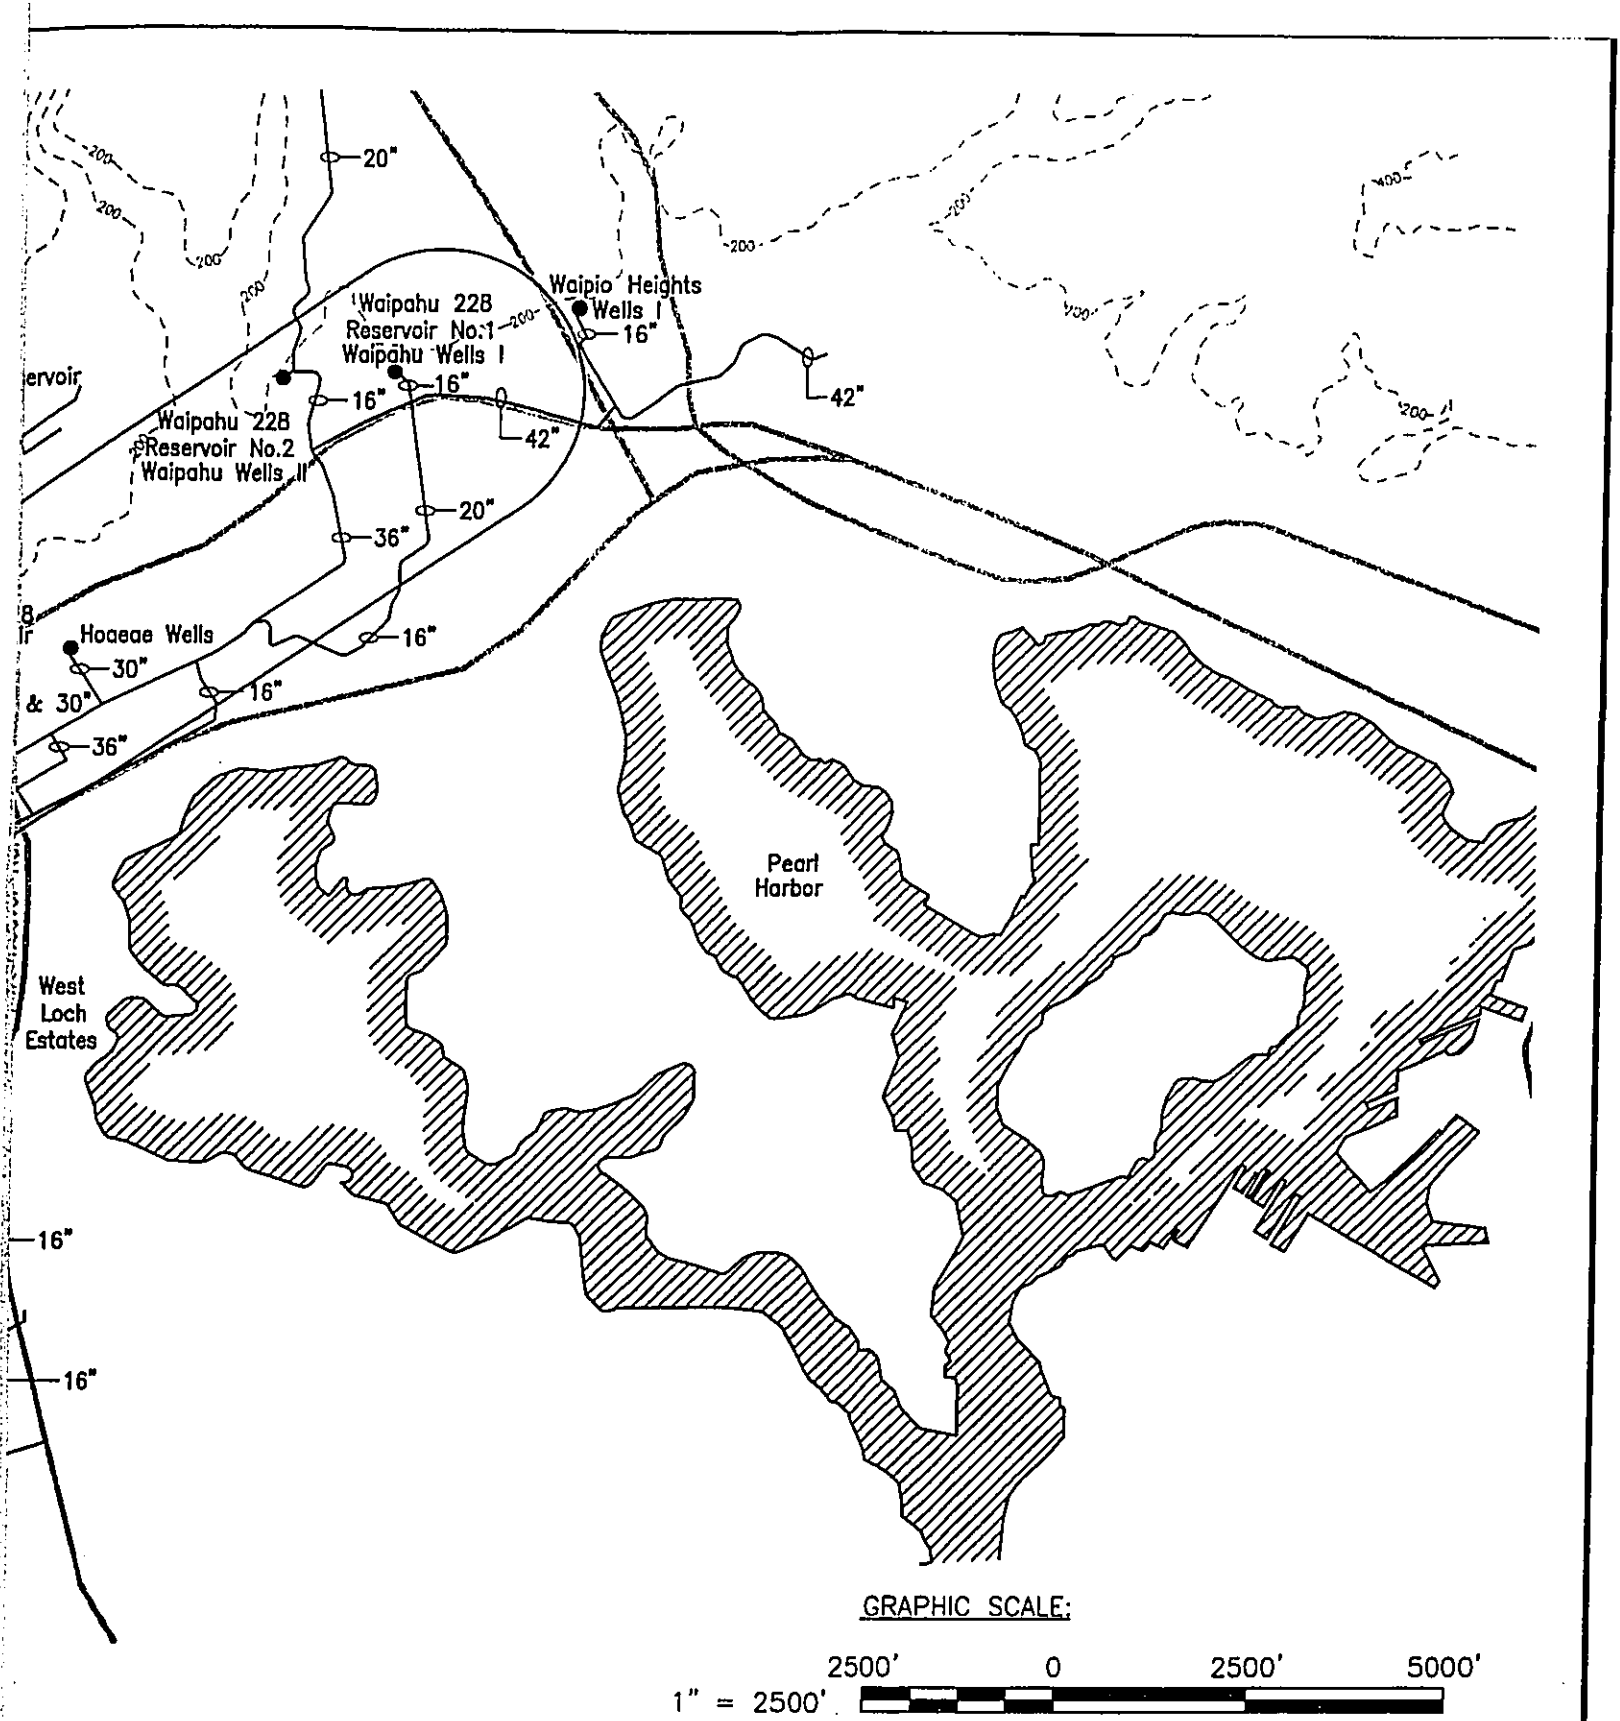 200
20"
400
200
200
200
200
200
Waipio Heights
Wells I
16"
Waipahu 228
Reservoir No.1
Waipahu Wells I
200
200
ervoir
16"
16"
42"
200
Waipahu 228
Reservoir No.2
Waipahu Wells II
42"
20"
36"
8
ir
Hoaeae Wells
16"
30"
& 30"
16"
36"
Pearl
Harbor
West
Loch
Estates
16"
16"
GRAPHIC SCALE:
2500' 0 2500' 5000'
1" = 2500'